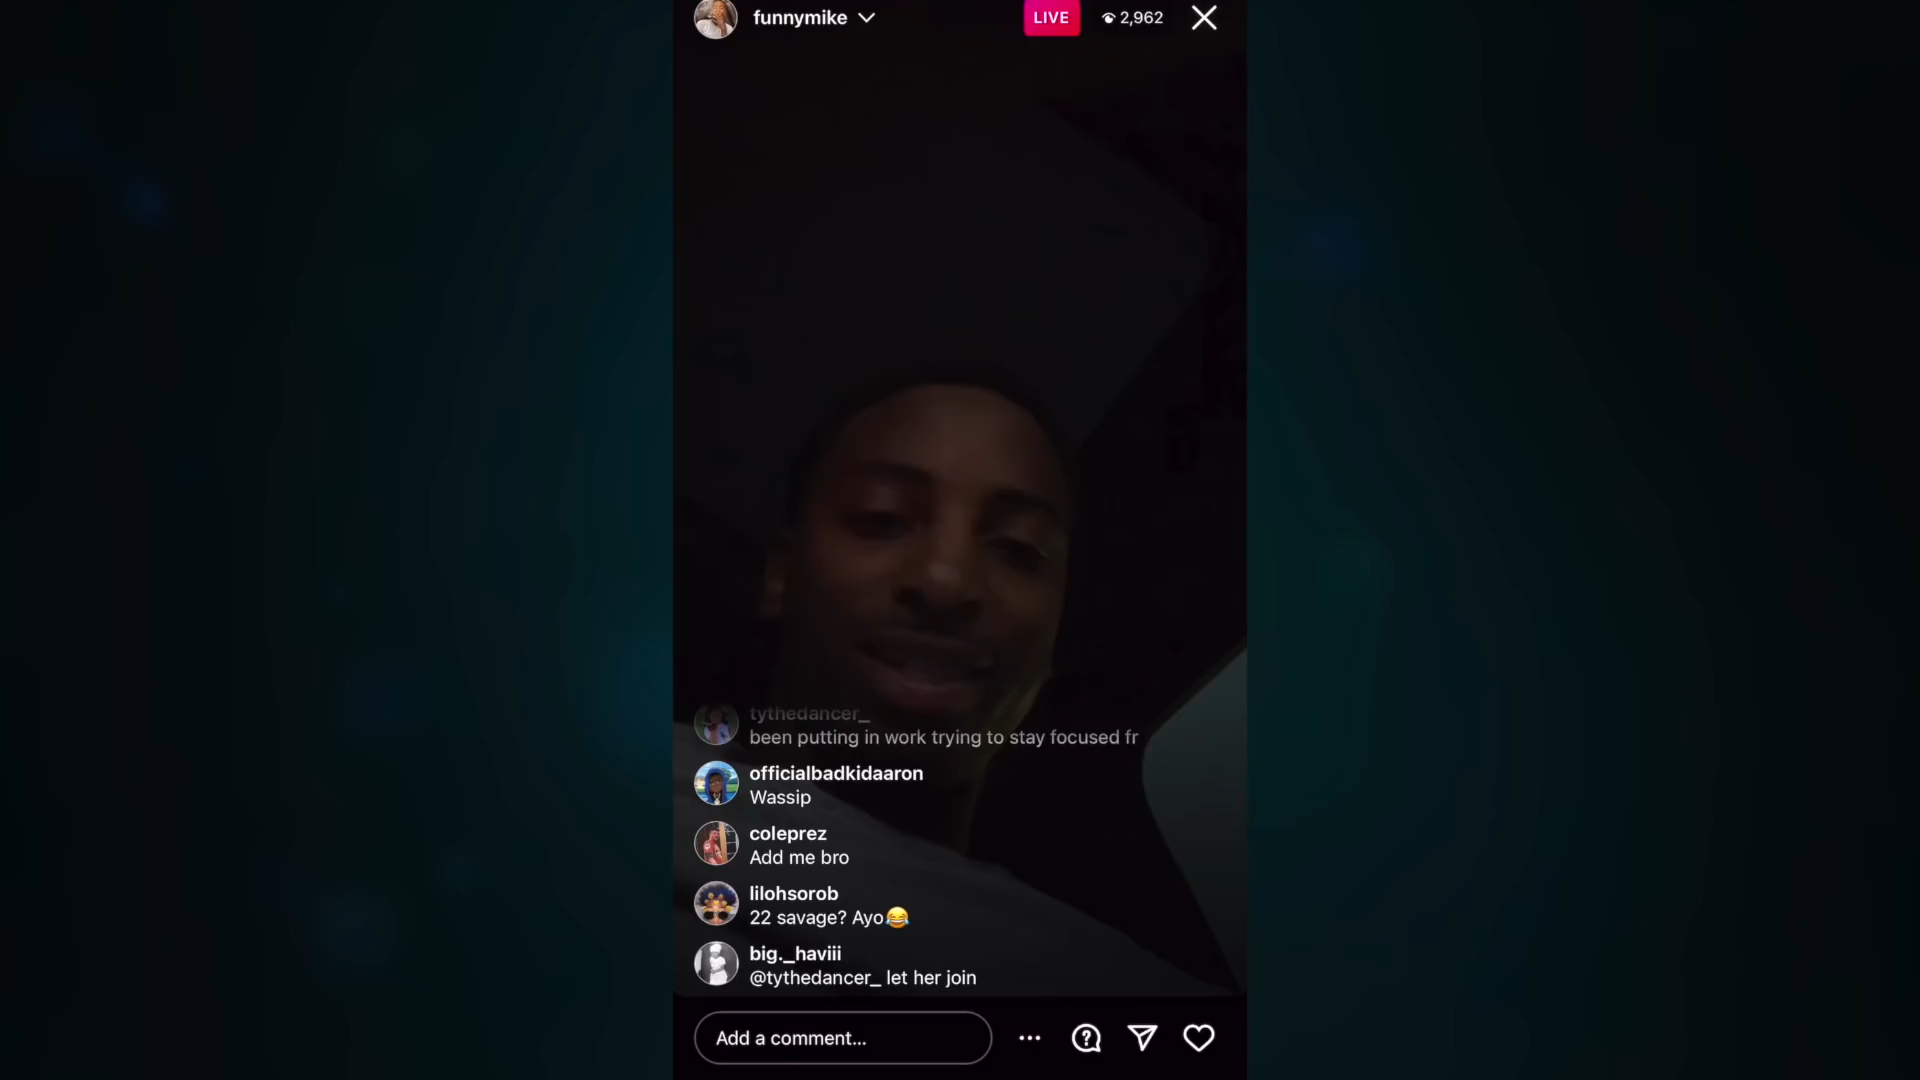 funnymike
LIVE
2,962
tythedancer_
been putting in work trying to stay focused fr
officialbadkidaaron
Wassip
coleprez
Add me bro
lilohsorob
22 savage? Ayo😂
big._haviii
@tythedancer_ let her join
Add a comment...